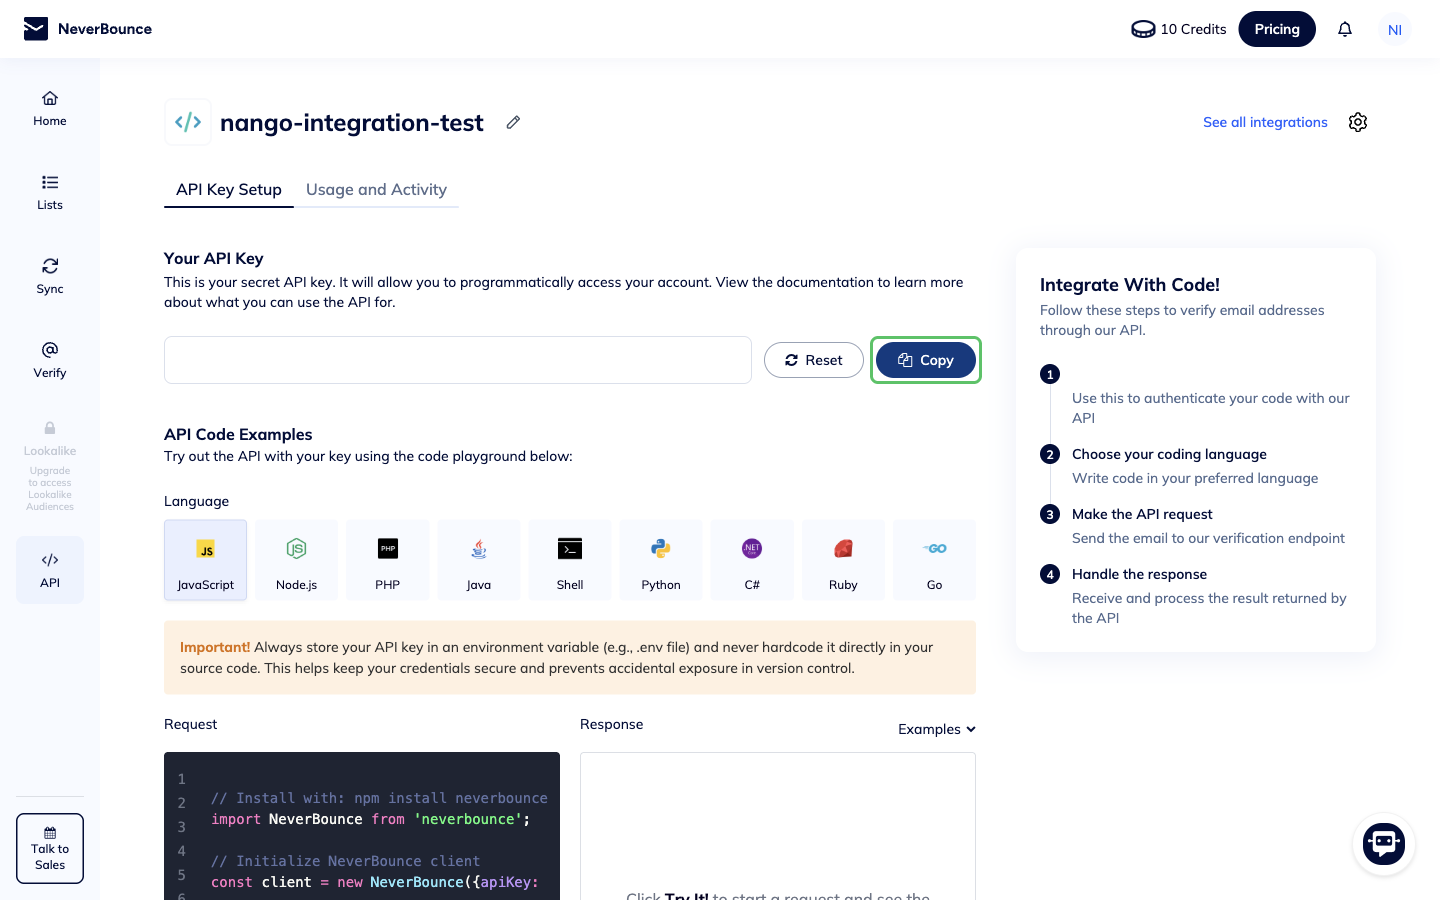 NeverBounce
10 Credits
Pricing
NI
Home
Lists
Sync
Verify
Lookalike
Upgrade
to access
Lookalike
Audiences
API
Talk to
Sales
nango-integration-test
See all integrations
API Key Setup
Usage and Activity
Your API Key
This is your secret API key. It will allow you to programmatically access your account. View the documentation to learn more
about what you can use the API for.
Reset
Copy
API Code Examples
Try out the API with your key using the code playground below:
Language
JS
JavaScript
Node.js
PHP
PHP
Java
Shell
Python
.NET
C#
Ruby
GO
Go
Important! Always store your API key in an environment variable (e.g., .env file) and never hardcode it directly in your
source code. This helps keep your credentials secure and prevents accidental exposure in version control.
Request
1
2
3
4
5
6
// Install with: npm install neverbounce
import NeverBounce from 'neverbounce';
// Initialize NeverBounce client
const client = new NeverBounce({apiKey:
Response
Examples
Click Try It! to start a request and see the
Integrate With Code!
Follow these steps to verify email addresses
through our API.
1
Use this to authenticate your code with our
API
2 Choose your coding language
Write code in your preferred language
3 Make the API request
Send the email to our verification endpoint
4 Handle the response
Receive and process the result returned by
the API